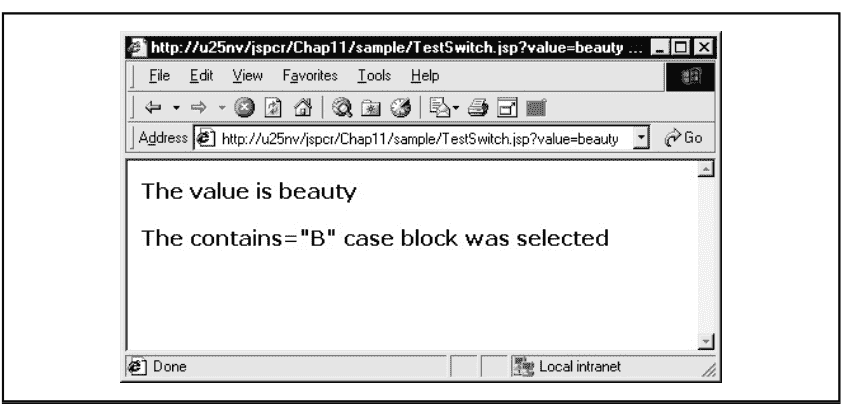 http://u25nv/jspcr/Chap11/sample/TestSwitch.jsp?value=beauty ...
File Edit View Favorites Tools Help
Address http://u25nv/jspcr/Chap11/sample/TestSwitch.jsp?value=beauty Go
The value is beauty
The contains="B" case block was selected
Done Local intranet